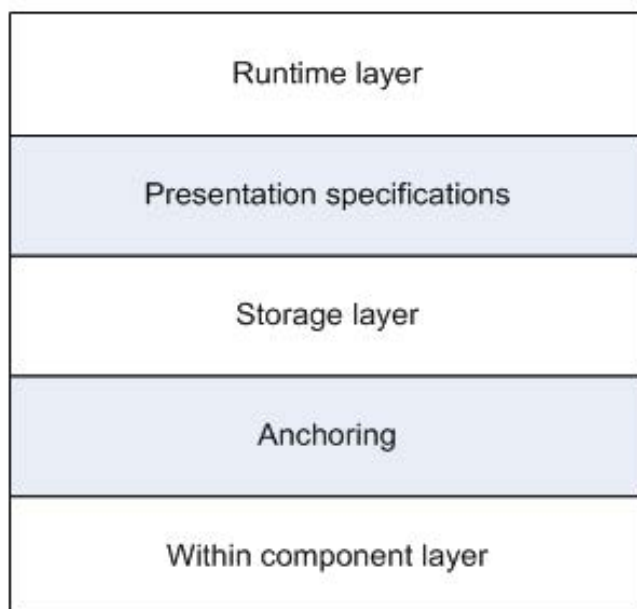 Runtime layer
Presentation specifications
Storage layer
Anchoring
Within component layer